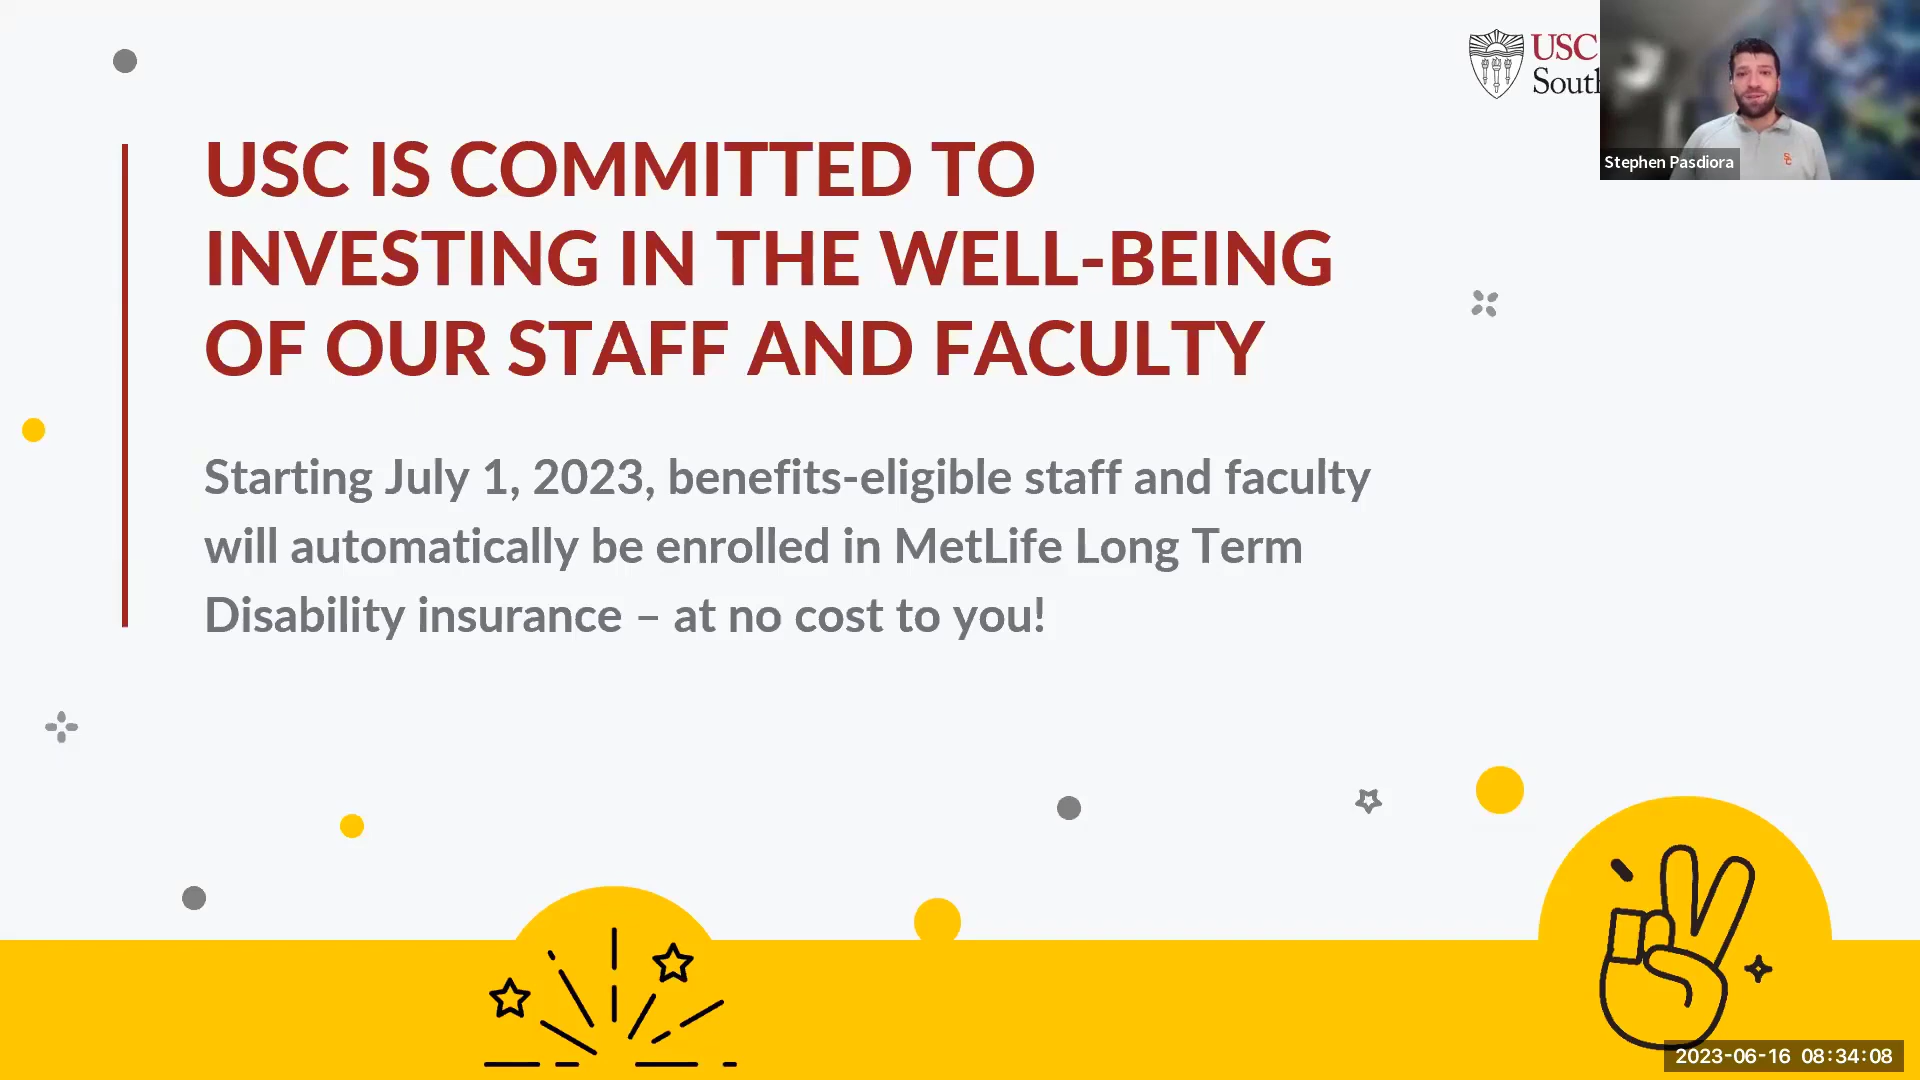 USC
South
Stephen Pasdiora
USC IS COMMITTED TO
INVESTING IN THE WELL-BEING
OF OUR STAFF AND FACULTY
Starting July 1, 2023, benefits-eligible staff and faculty
will automatically be enrolled in MetLife Long Term
Disability insurance – at no cost to you!
2023-06-16 08:34:08